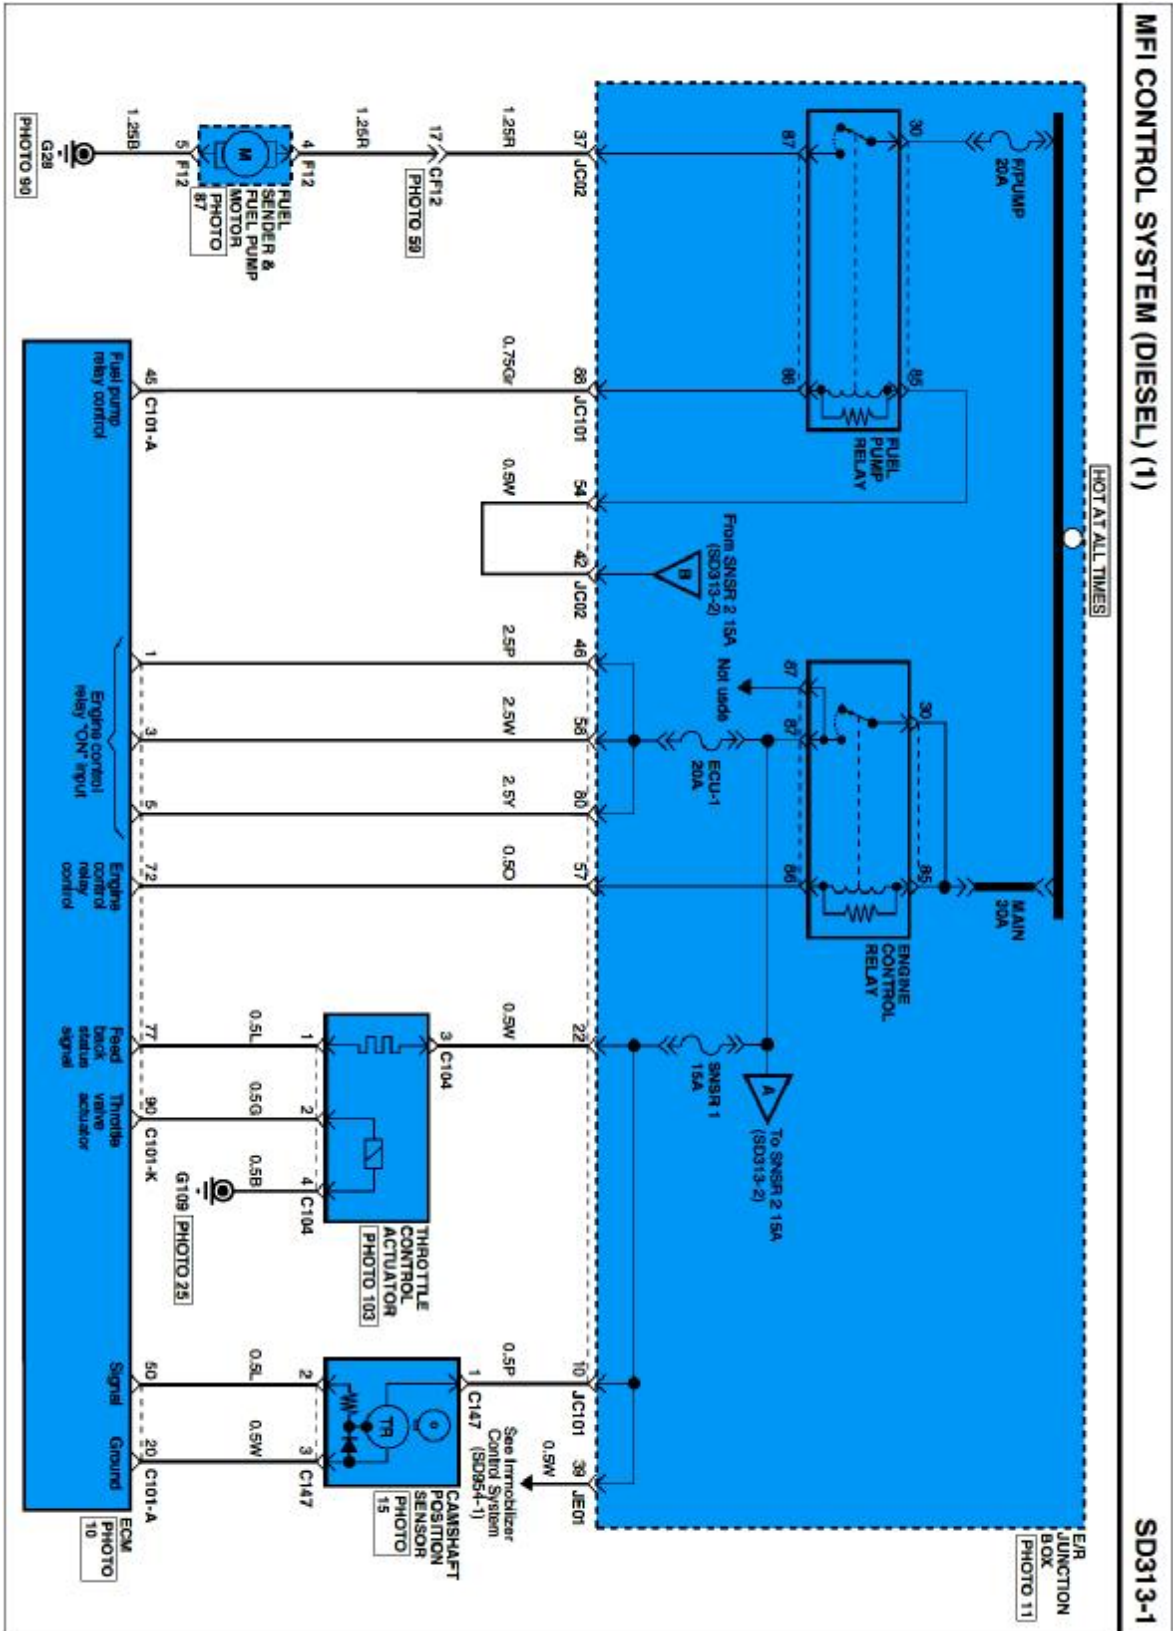 MFI CONTROL SYSTEM (DIESEL) (1)
SD313-1
HOT AT ALL TIMES
F/PUMP
20A
30
87
85
86
FUEL
PUMP
RELAY
MAIN
30A
30
87
87
85
86
ENGINE
CONTROL
RELAY
Not usde
ECU-1
20A
B
From SNSR 2 15A
(SD313-2)
SNSR 1
15A
A
To SNSR 2 15A
(SD313-2)
E/R
JUNCTION
BOX
PHOTO 11
37
JC02
88
JC101
54
42
JC02
46
58
80
57
22
10
JC101
39
JE01
1.25R
0.75Gr
0.5W
2.5P
2.5W
2.5Y
0.5O
0.5W
0.5P
0.5W
17
CF12
PHOTO 59
1.25R
4
F12
M
FUEL
SENDER &
FUEL PUMP
MOTOR
PHOTO
87
5
F12
1.25B
G28
PHOTO 90
3
C104
THROTTLE
CONTROL
ACTUATOR
PHOTO 103
1
2
4
C104
0.5L
0.5G
0.5B
G109
PHOTO 25
See Immobilizer
Control System
(SD954-1)
1
C147
TR
CAMSHAFT
POSITION
SENSOR
PHOTO
15
2
3
C147
0.5L
0.5W
45
C101-A
1
3
5
72
77
90
C101-K
50
20
C101-A
Fuel pump
relay control
Engine control
relay "ON" input
Engine
control
relay
control
Feed
back
status
signal
Throttle
valve
actuator
Signal
Ground
ECM
PHOTO
10